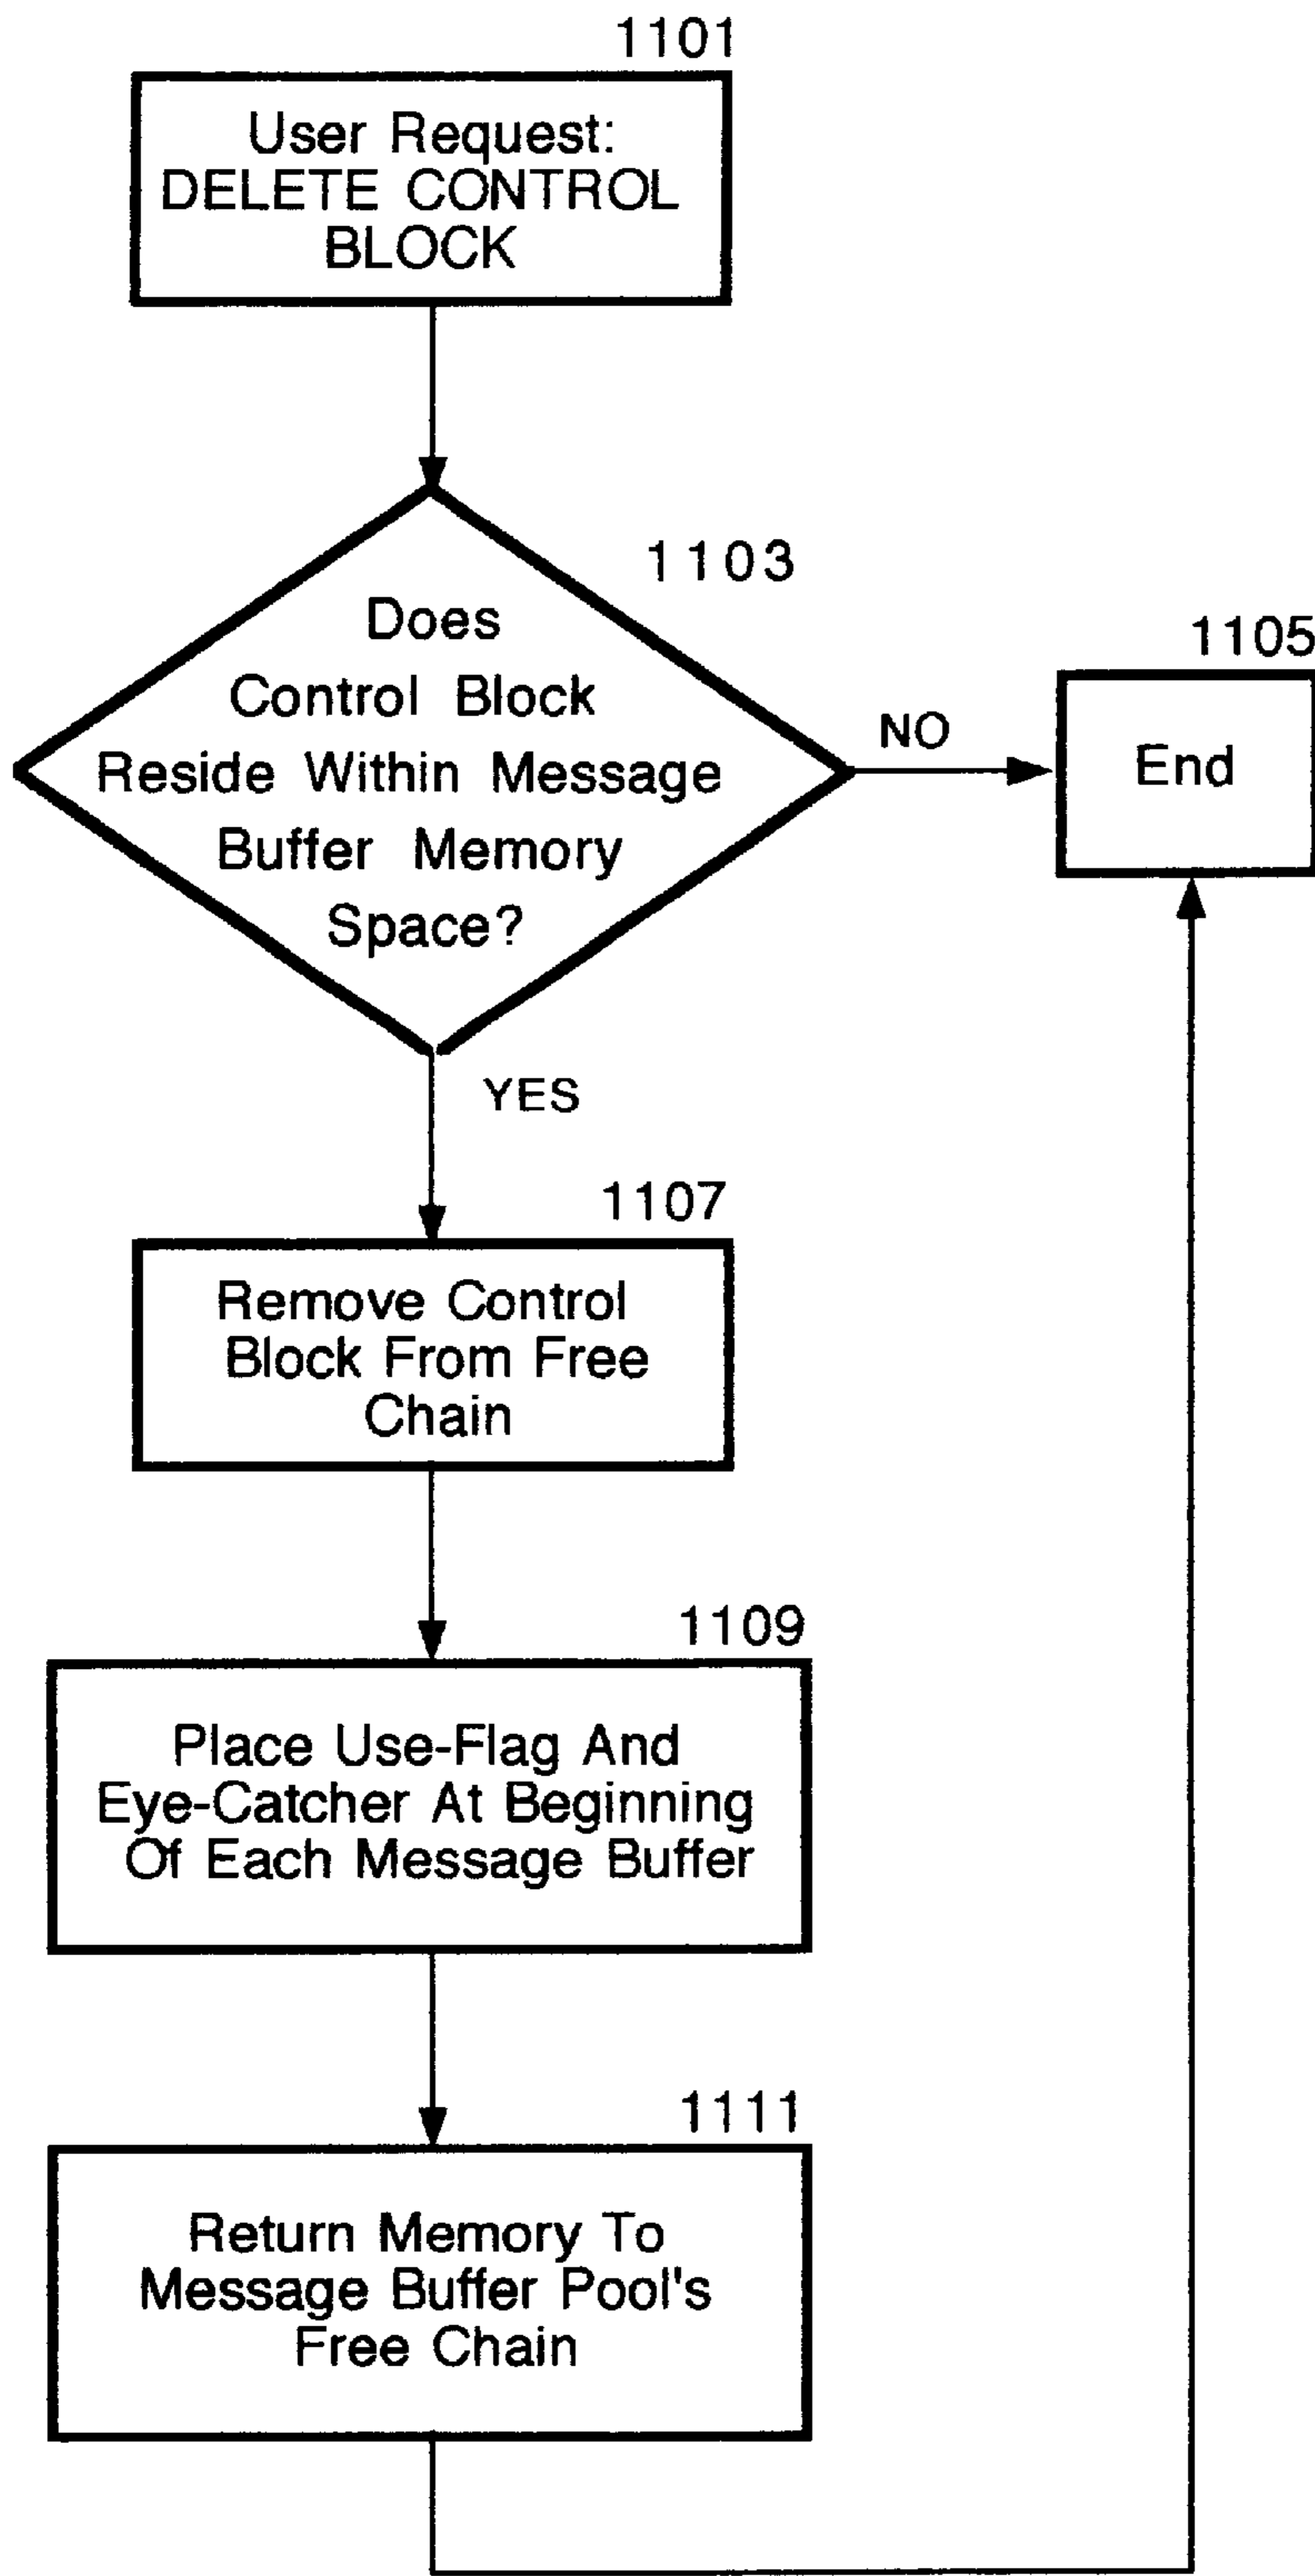 1101
User Request:
DELETE CONTROL
BLOCK
1103
Does
Control Block
Reside Within Message
Buffer Memory
Space?
NO
1105
End
YES
1107
Remove Control
Block From Free
Chain
1109
Place Use-Flag And
Eye-Catcher At Beginning
Of Each Message Buffer
1111
Return Memory To
Message Buffer Pool's
Free Chain